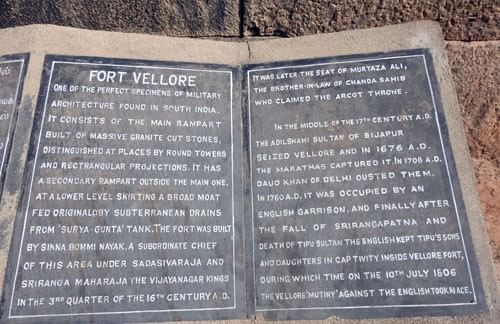 FORT VELLORE
ONE OF THE PERFECT SPECIMENS OF MILITARY
ARCHITECTURE FOUND IN SOUTH INDIA.
IT CONSISTS OF THE MAIN RAMPART
BUILT OF MASSIVE GRANITE CUT STONES,
DISTINGUISHED AT PLACES BY ROUND TOWERS
AND RECTRANGULAR PROJECTIONS. IT HAS
A SECONDARY RAMPART OUTSIDE THE MAIN ONE,
AT A LOWER LEVEL SKIRTING A BROAD MOAT
FED ORIGINALLY BY SUBTERRENEAN DRAINS
FROM 'SURYA-GUNTA' TANK. THE FORT WAS BUILT
BY SINNA BOMMI NAYAK, A SUBORDINATE CHIEF
OF THIS AREA UNDER SADASIVARAJA AND
SRIRANGA MAHARAJA THE VIJAYANAGAR KINGS
IN THE 3RD QUARTER OF THE 16TH CENTURY A.D.
IT WAS LATER THE SEAT OF MURTAZA ALI,
THE BROTHER-IN-LAW OF CHANDA SAHIB
WHO CLAIMED THE ARCOT THRONE.
IN THE MIDDLE OF THE 17TH CENTURY A.D.
THE ADILSHAHI SULTAN OF BIJAPUR
SEIZED VELLORE AND IN 1676 A.D.
THE MARATHAS CAPTURED IT. IN 1708 A.D.
DAUD KHAN OF DELHI OUSTED THEM.
IN 1760 A.D. IT WAS OCCUPIED BY AN
ENGLISH GARRISON, AND FINALLY AFTER
THE FALL OF SRIRANGAPATNA AND
DEATH OF TIPU SULTAN THE ENGLISH KEPT TIPU'S SONS
AND DAUGHTERS IN CAPTIVITY INSIDE VELLORE FORT,
DURING WHICH TIME ON THE 10TH JULY 1806
THE VELLORE 'MUTINY' AGAINST THE ENGLISH TOOK PLACE.